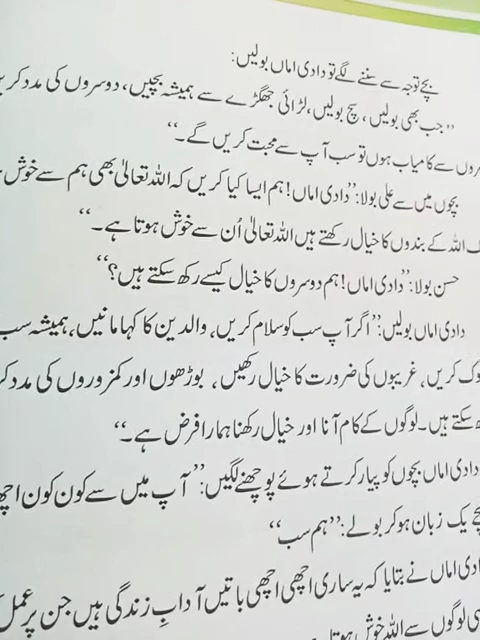 بچے توجہ سے سننے لگے تو دادی اماں بولیں:
”جب بھی بولیں، سچ بولیں، لڑائی جھگڑے سے ہمیشہ بچیں، دوسروں کی مدد
سے کامیاب ہوں تو سب آپ سے محبت کریں گے۔“
بچوں میں سے علی بولا: ”دادی اماں! ہم ایسا کیا کریں کہ اللہ تعالیٰ بھی ہم سے خوش
اللہ کے بندوں کا خیال رکھتے ہیں اللہ تعالیٰ اُن سے خوش ہوتا ہے۔“
حسن بولا: ”دادی اماں! ہم دوسروں کا خیال کیسے رکھ سکتے ہیں؟“
دادی اماں بولیں: ”اگر آپ سب کو سلام کریں، والدین کا کہا مانیں، ہمیشہ سب
کریں، غریبوں کی ضرورت کا خیال رکھیں، بوڑھوں اور کمزوروں کی مدد
سکتے ہیں۔ لوگوں کے کام آنا اور خیال رکھنا ہمارا فرض ہے۔“
دادی اماں بچوں کو پیار کرتے ہوئے پوچھنے لگیں: ”آپ میں سے کون کون
بچے یک زبان ہو کر بولے: ”ہم سب“
دادی اماں نے بتایا کہ یہ ساری اچھی اچھی باتیں آدابِ زندگی ہیں جن پر عمل
لوگوں سے اللہ خوش ہوتا